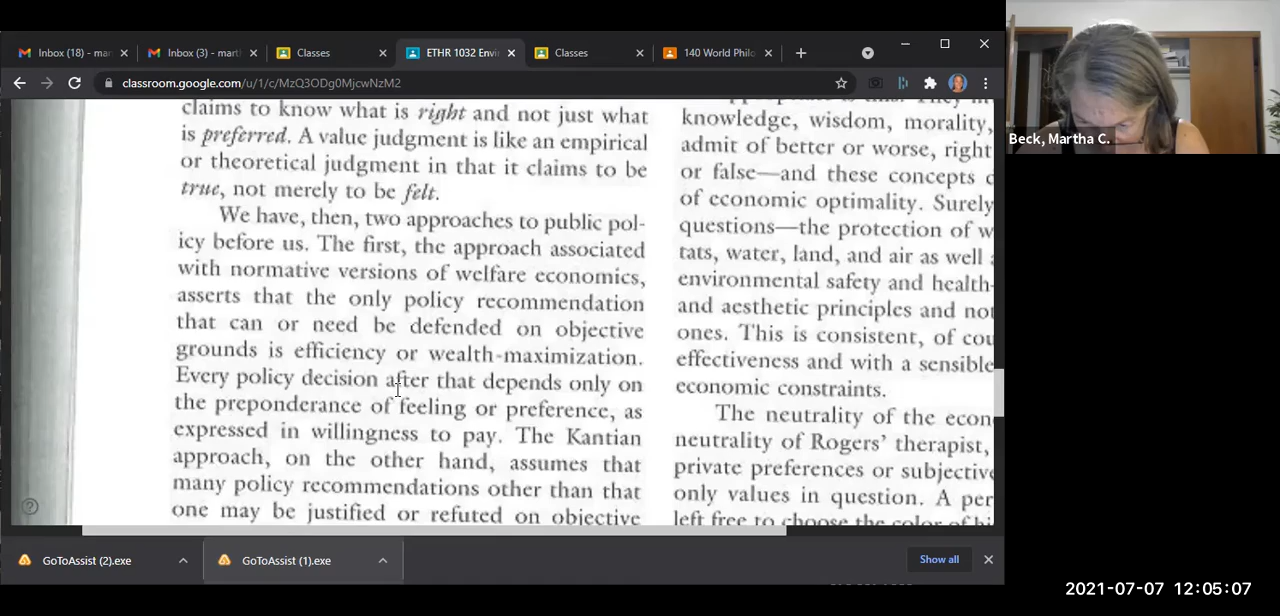 Inbox (18) - mar
Inbox (3) - mart
Classes
ETHR 1032 Envi
Classes
140 World Philo
classroom.google.com/u/1/c/MzQ3ODg0MjcwNzM2
Beck, Martha C.
claims to know what is right and not just what
is preferred. A value judgment is like an empirical
or theoretical judgment in that it claims to be
true, not merely to be felt.
We have, then, two approaches to public pol-
icy before us. The first, the approach associated
with normative versions of welfare economics,
asserts that the only policy recommendation
that can or need be defended on objective
grounds is efficiency or wealth-maximization.
Every policy decision after that depends only on
the preponderance of feeling or preference, as
expressed in willingness to pay. The Kantian
approach, on the other hand, assumes that
many policy recommendations other than that
one may be justified or refuted on objective
knowledge, wisdom, morality,
admit of better or worse, right
or false—and these concepts
of economic optimality. Surely
questions—the protection of w
tats, water, land, and air as well
environmental safety and health-
and aesthetic principles and no
ones. This is consistent, of cou
effectiveness and with a sensible
economic constraints.
The neutrality of the econ
neutrality of Rogers' therapist,
private preferences or subjective
only values in question. A per
left free to choose the color of hi
GoToAssist (2).exe
GoToAssist (1).exe
Show all
2021-07-07 12:05:07